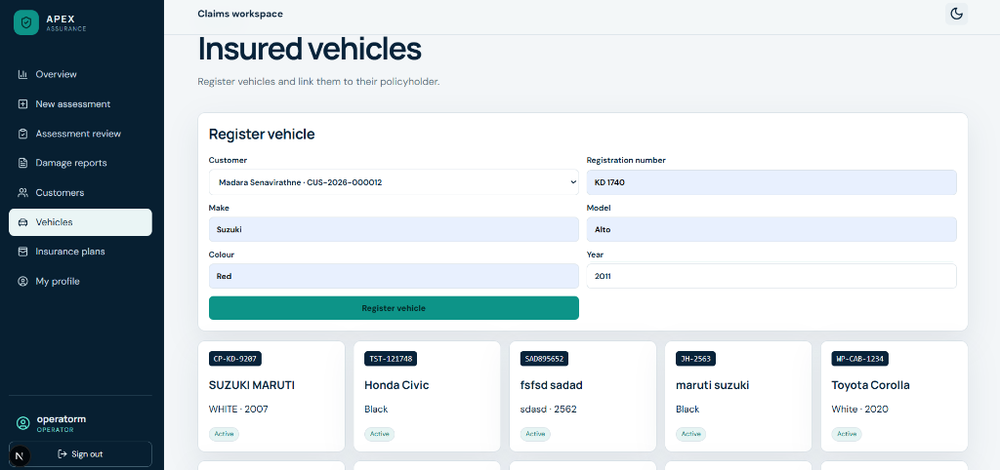 APEX
ASSURANCE
Overview
New assessment
Assessment review
Damage reports
Customers
Vehicles
Insurance plans
My profile
operatorm
OPERATOR
N
Sign out
Claims workspace
Insured vehicles
Register vehicles and link them to their policyholder.
Register vehicle
Customer
Registration number
Madara Senavirathne · CUS-2026-000012
KD 1740
Make
Model
Suzuki
Alto
Colour
Year
Red
2011
Register vehicle
CP-KD-9207
SUZUKI MARUTI
WHITE · 2007
Active
TST-121748
Honda Civic
Black
Active
SAD895652
fsfsd sadad
sdasd · 2562
Active
JH-2563
maruti suzuki
Black
Active
WP-CAB-1234
Toyota Corolla
White · 2020
Active